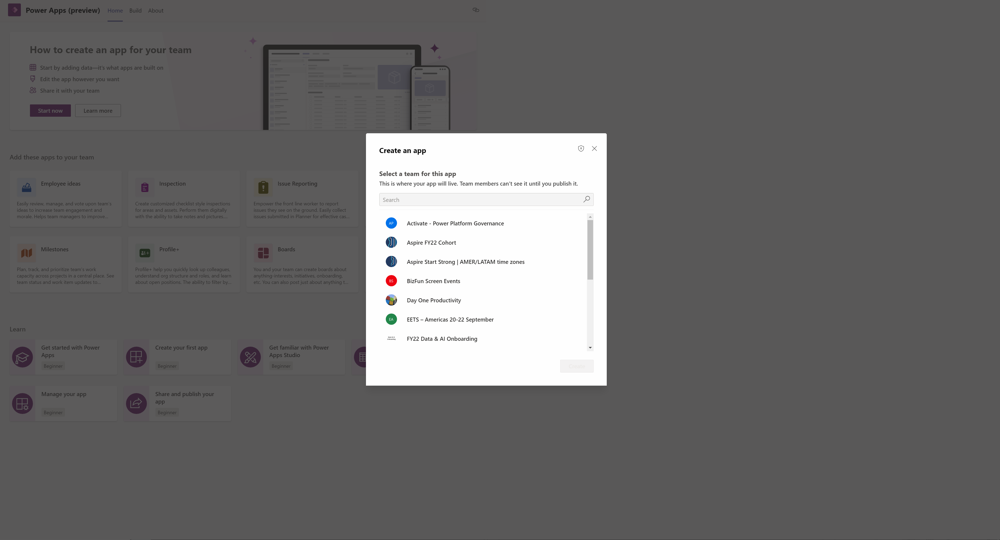 Power Apps (preview) Home Build About
How to create an app for your team
Start by adding data—it's what apps are built on
Edit the app however you want
Share it with your team
Start now Learn more
Add these apps to your team
Employee ideas
Easily review, manage, and vote upon team's
ideas to increase team engagement and
morale. Helps team managers to improve...
Inspection
Create customized checklist style inspections
for areas and assets. Perform them digitally
with the ability to take notes and pictures....
Issue Reporting
Empower the front line worker to report
issues they see on the ground. Easily collect
issues submitted in Planner for effective cas...
Milestones
Plan, track, and prioritize team's work
capacity across projects in a central place. See
team status and work item updates to...
Profile+
Profile+ help you quickly look up colleagues,
understand org structure and roles, and learn
about open positions. The ability to filter by...
Boards
You and your team can create boards about
anything-interests, initiatives, onboarding,
etc. You can also post just about anything t...
Learn
Get started with Power
Apps
Beginner
Create your first app
Beginner
Get familiar with Power
Apps Studio
Beginner
Manage your app
Beginner
Share and publish your
app
Beginner
Create an app
Select a team for this app
This is where your app will live. Team members can't see it until you publish it.
Search
AP Activate - Power Platform Governance
Aspire FY22 Cohort
Aspire Start Strong | AMER/LATAM time zones
BS BizFun Screen Events
Day One Productivity
EA EETS – Americas 20-22 September
Data & AI
Onboarding
FY22 Data & AI Onboarding
Create